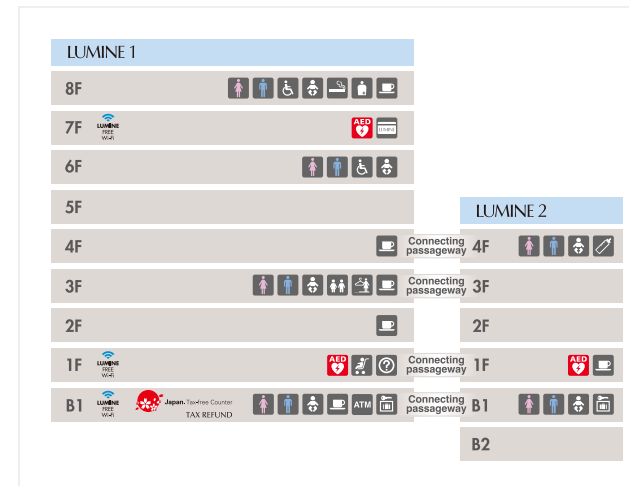 LUMINE 1
8F
7F LUMINE FREE Wi-Fi AED LUMINE
6F
5F
LUMINE 2
4F Connecting passageway 4F
3F Connecting passageway 3F
2F 2F
1F LUMINE FREE Wi-Fi AED ? Connecting passageway 1F AED
B1 LUMINE FREE Wi-Fi Japan. Tax-free Counter TAX REFUND ATM Connecting passageway B1
B2